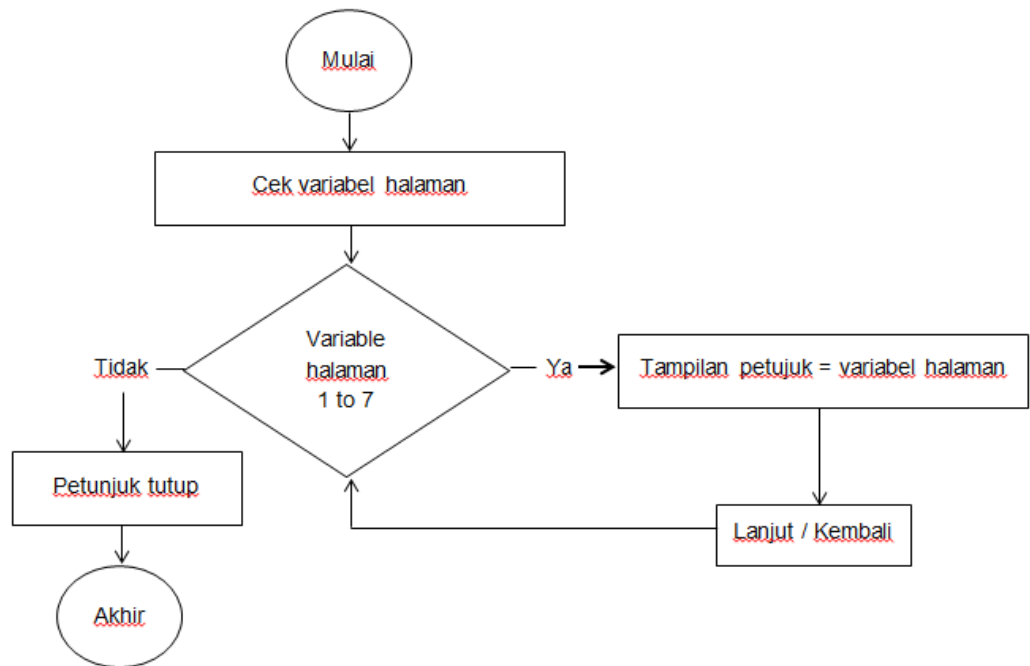 Mulai
Cek variabel halaman
Variable
halaman
1 to 7
Tidak
Ya
Tampilan petujuk = variabel halaman
Petunjuk tutup
Lanjut / Kembali
Akhir